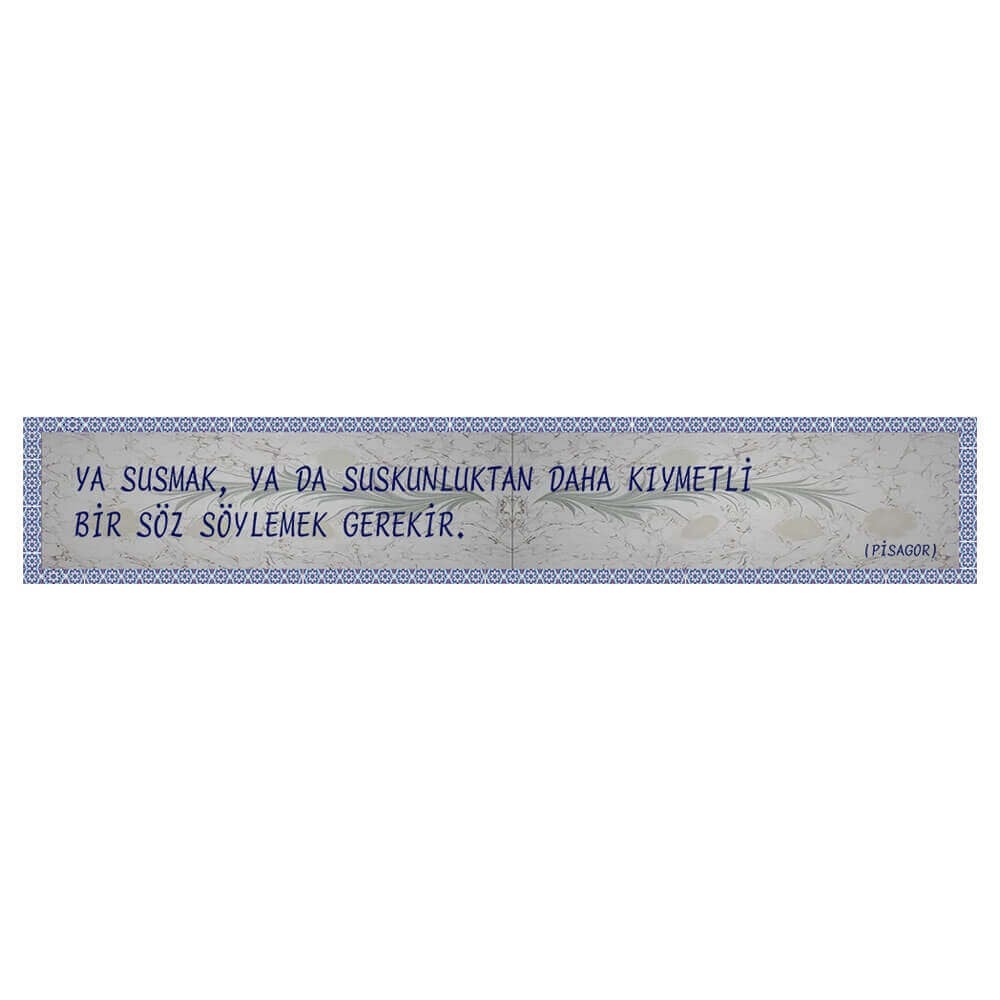 YA SUSMAK, YA DA SUSKUNLUKTAN DAHA KIYMETLİ
BİR SÖZ SÖYLEMEK GEREKİR.
(PİSAGOR)